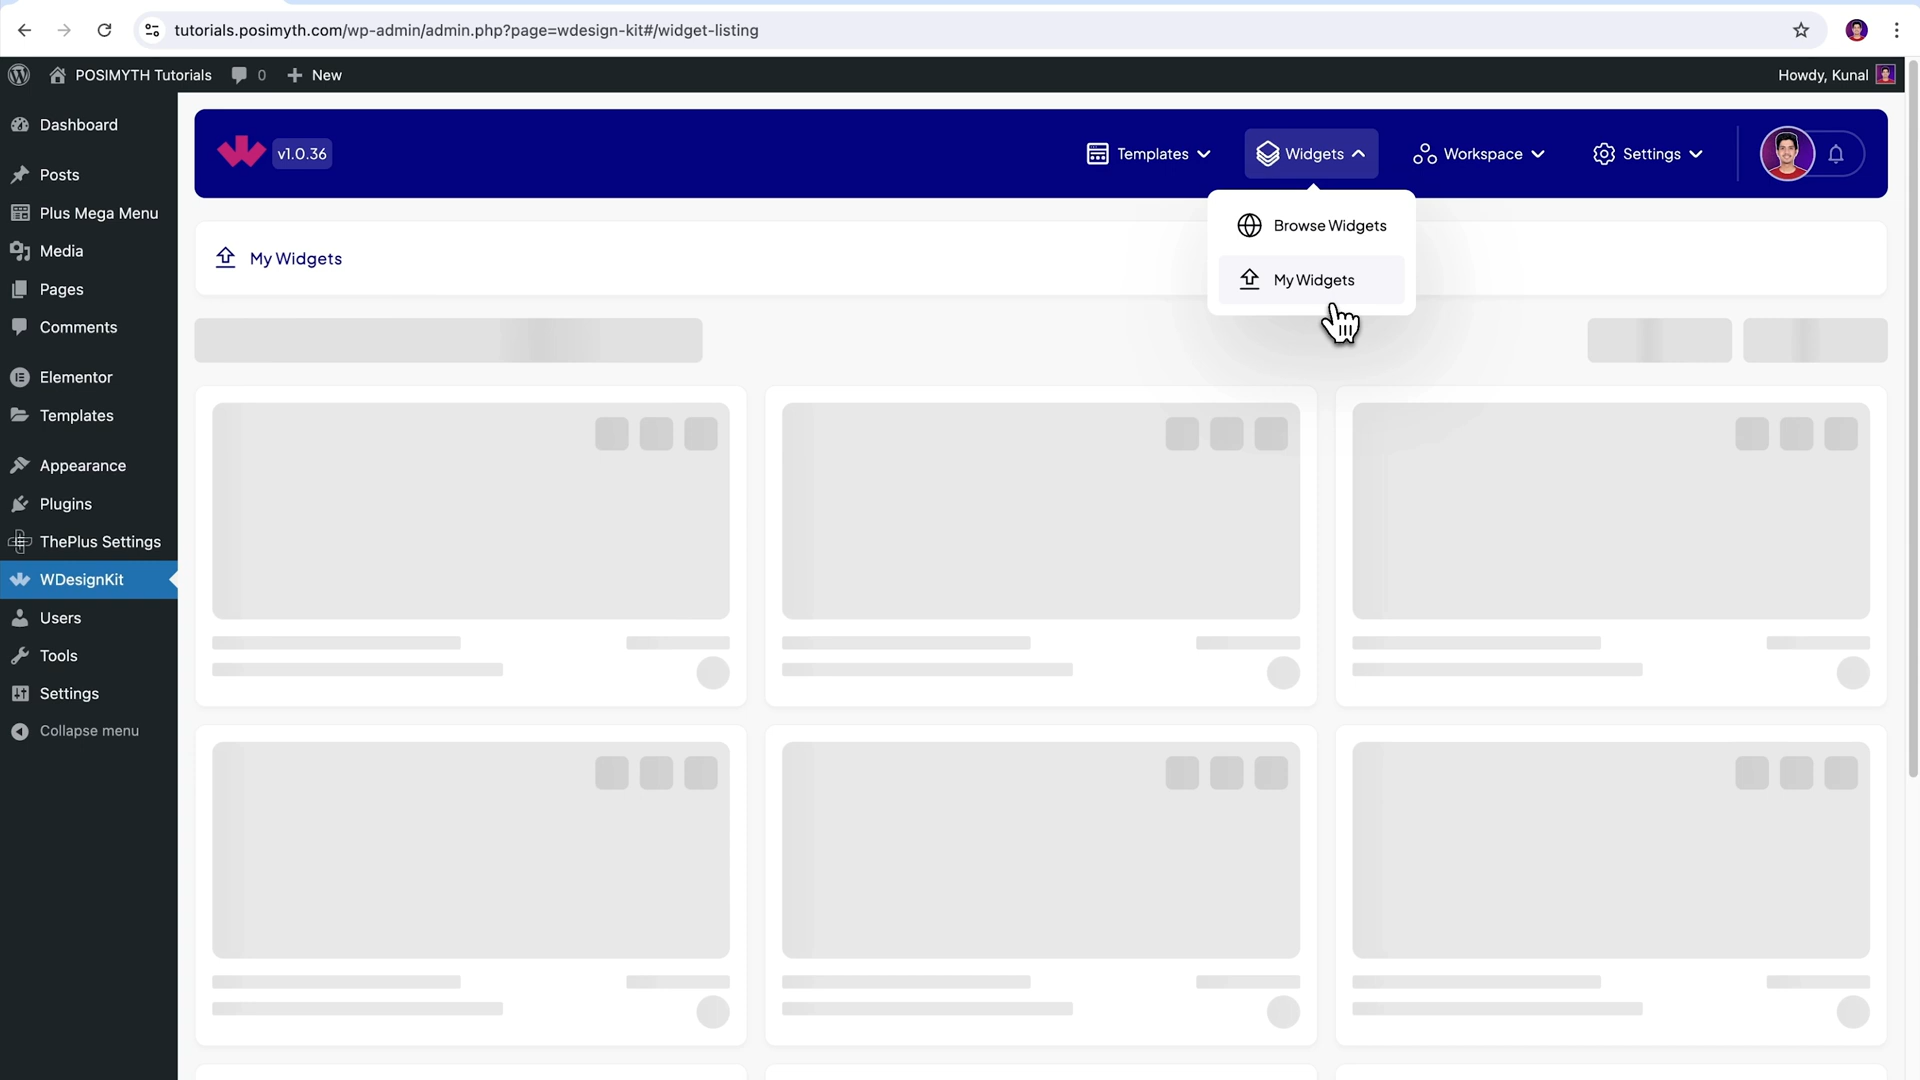 tutorials.posimyth.com/wp-admin/admin.php?page=wdesign-kit#/widget-listing
POSIMYTH Tutorials 0 New Howdy, Kunal
v1.0.36 Templates Widgets Workspace Settings
Browse Widgets
My Widgets
My Widgets
Dashboard
Posts
Plus Mega Menu
Media
Pages
Comments
Elementor
Templates
Appearance
Plugins
ThePlus Settings
WDesignKit
Users
Tools
Settings
Collapse menu